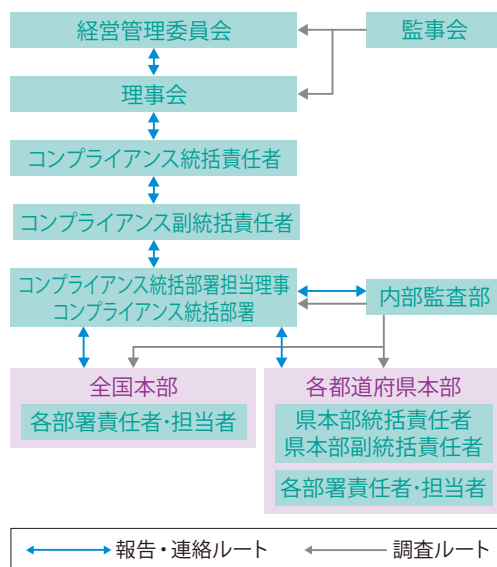 経営管理委員会
監事会
理事会
コンプライアンス統括責任者
コンプライアンス副統括責任者
コンプライアンス統括部署担当理事
コンプライアンス統括部署
内部監査部
全国本部
各部署責任者・担当者
各都道府県本部
県本部統括責任者
県本部副統括責任者
各部署責任者・担当者
報告・連絡ルート
調査ルート